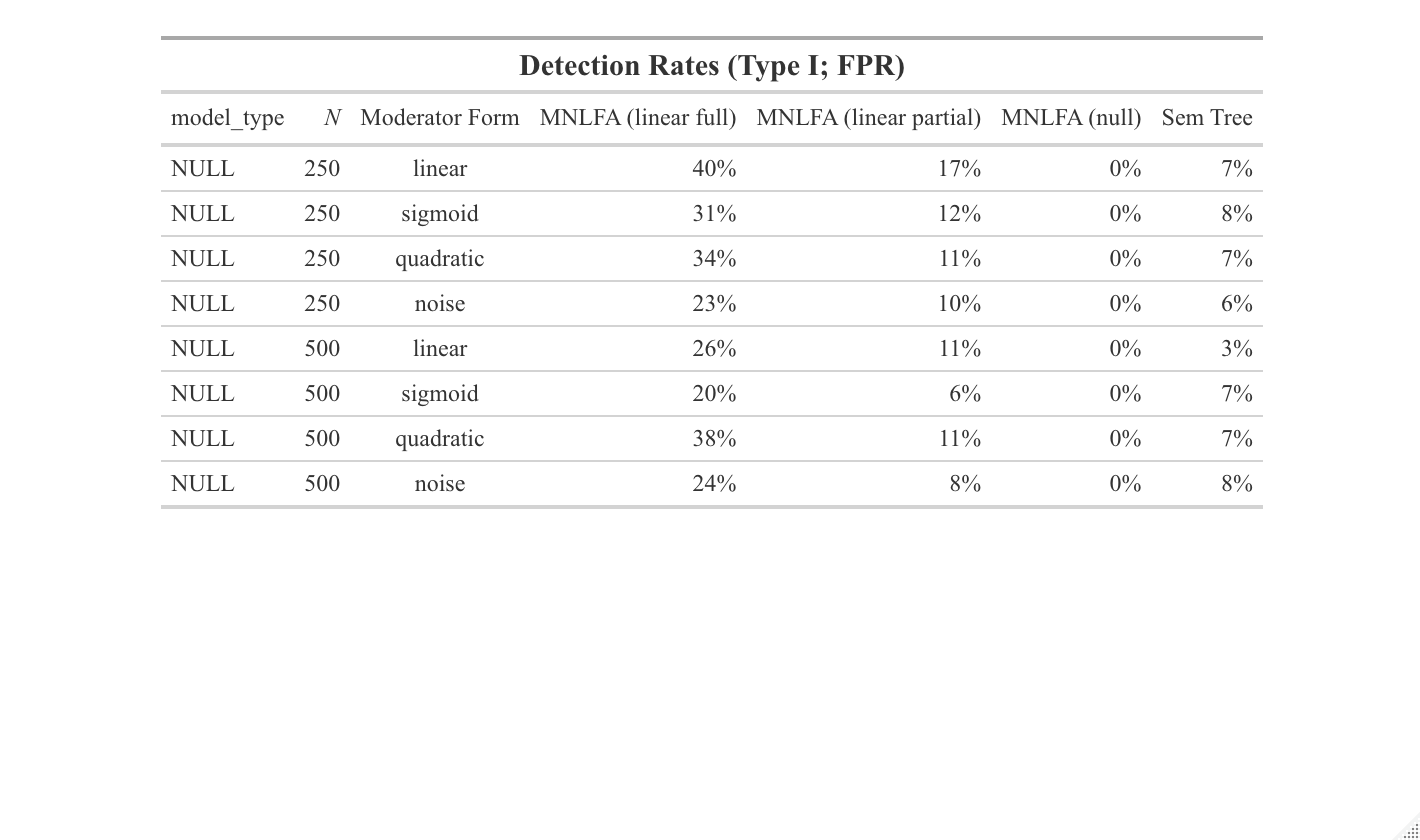 Detection Rates (Type I; FPR)
model_type N Moderator Form MNLFA (linear full) MNLFA (linear partial) MNLFA (null) Sem Tree
NULL 250 linear 40% 17% 0% 7%
NULL 250 sigmoid 31% 12% 0% 8%
NULL 250 quadratic 34% 11% 0% 7%
NULL 250 noise 23% 10% 0% 6%
NULL 500 linear 26% 11% 0% 3%
NULL 500 sigmoid 20% 6% 0% 7%
NULL 500 quadratic 38% 11% 0% 7%
NULL 500 noise 24% 8% 0% 8%